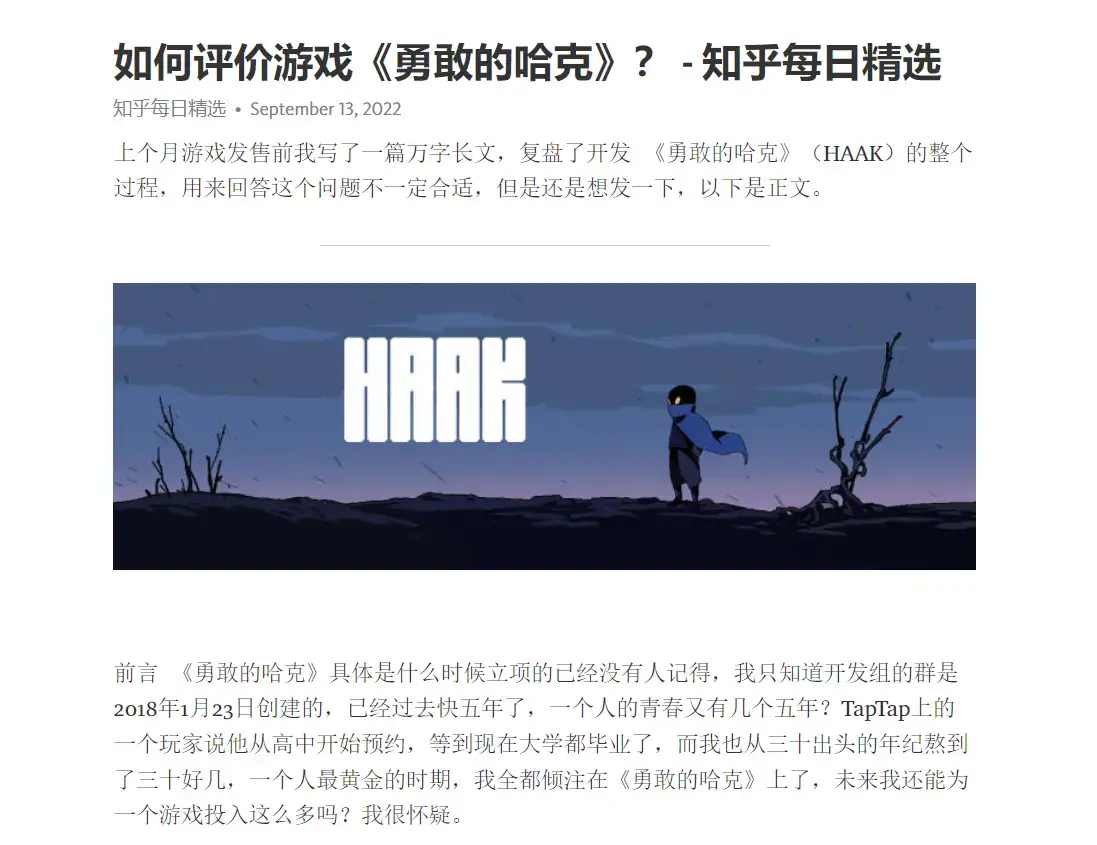 如何评价游戏《勇敢的哈克》？ - 知乎每日精选
知乎每日精选 • September 13, 2022
上个月游戏发售前我写了一篇万字长文，复盘了开发 《勇敢的哈克》（HAAK）的整个
过程，用来回答这个问题不一定合适，但是还是想发一下，以下是正文。
HAAK
前言 《勇敢的哈克》具体是什么时候立项的已经没有人记得，我只知道开发组的群是
2018年1月23日创建的，已经过去快五年了，一个人的青春又有几个五年？TapTap上的
一个玩家说他从高中开始预约，等到现在大学都毕业了，而我也从三十出头的年纪熬到
了三十好几，一个人最黄金的时期，我全都倾注在《勇敢的哈克》上了，未来我还能为
一个游戏投入这么多吗？我很怀疑。